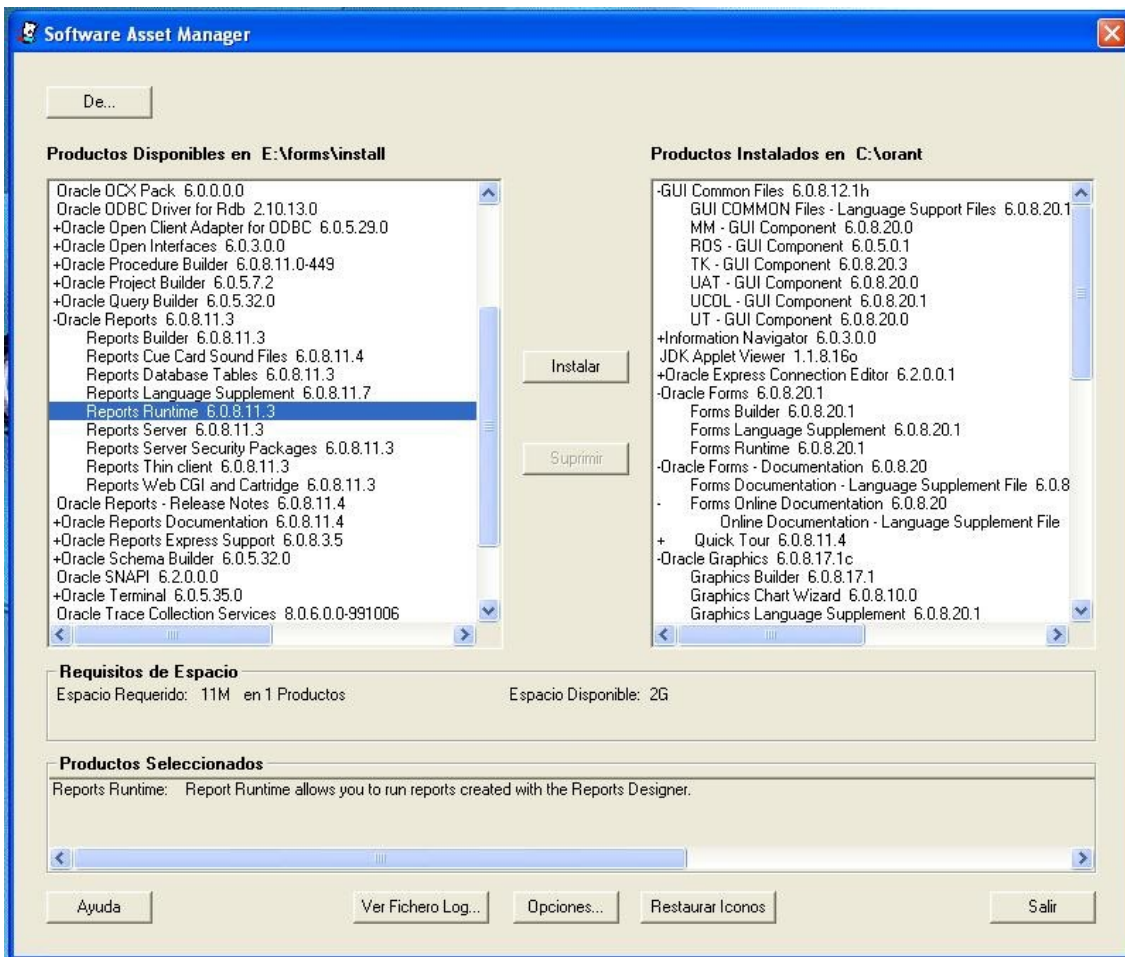 Software Asset Manager
De...
Productos Disponibles en E:\forms\install
Oracle OCX Pack 6.0.0.0.0
Oracle ODBC Driver for Rdb 2.10.13.0
+Oracle Open Client Adapter for ODBC 6.0.5.29.0
+Oracle Open Interfaces 6.0.3.0.0
+Oracle Procedure Builder 6.0.8.11.0-449
+Oracle Project Builder 6.0.5.7.2
+Oracle Query Builder 6.0.5.32.0
-Oracle Reports 6.0.8.11.3
Reports Builder 6.0.8.11.3
Reports Cue Card Sound Files 6.0.8.11.4
Reports Database Tables 6.0.8.11.3
Reports Language Supplement 6.0.8.11.7
Reports Runtime 6.0.8.11.3
Reports Server 6.0.8.11.3
Reports Server Security Packages 6.0.8.11.3
Reports Thin client 6.0.8.11.3
Reports Web CGI and Cartridge 6.0.8.11.3
Oracle Reports - Release Notes 6.0.8.11.4
+Oracle Reports Documentation 6.0.8.11.4
+Oracle Reports Express Support 6.0.8.3.5
+Oracle Schema Builder 6.0.5.32.0
Oracle SNAPI 6.2.0.0.0
+Oracle Terminal 6.0.5.35.0
Oracle Trace Collection Services 8.0.6.0.0-991006
Instalar
Suprimir
Productos Instalados en C:\orant
-GUI Common Files 6.0.8.12.1h
GUI COMMON Files - Language Support Files 6.0.8.20.1
MM - GUI Component 6.0.8.20.0
ROS - GUI Component 6.0.5.0.1
TK - GUI Component 6.0.8.20.3
UAT - GUI Component 6.0.8.20.0
UCOL - GUI Component 6.0.8.20.1
UT - GUI Component 6.0.8.20.0
+Information Navigator 6.0.3.0.0
JDK Applet Viewer 1.1.8.16o
+Oracle Express Connection Editor 6.2.0.0.1
-Oracle Forms 6.0.8.20.1
Forms Builder 6.0.8.20.1
Forms Language Supplement 6.0.8.20.1
Forms Runtime 6.0.8.20.1
-Oracle Forms - Documentation 6.0.8.20
Forms Documentation - Language Supplement File 6.0.8
- Forms Online Documentation 6.0.8.20
Online Documentation - Language Supplement File
+ Quick Tour 6.0.8.11.4
-Oracle Graphics 6.0.8.17.1c
Graphics Builder 6.0.8.17.1
Graphics Chart Wizard 6.0.8.10.0
Graphics Language Supplement 6.0.8.20.1
Requisitos de Espacio
Espacio Requerido: 11M en 1 Productos Espacio Disponible: 2G
Productos Seleccionados
Reports Runtime: Report Runtime allows you to run reports created with the Reports Designer.
Ayuda Ver Fichero Log... Opciones... Restaurar Iconos Salir